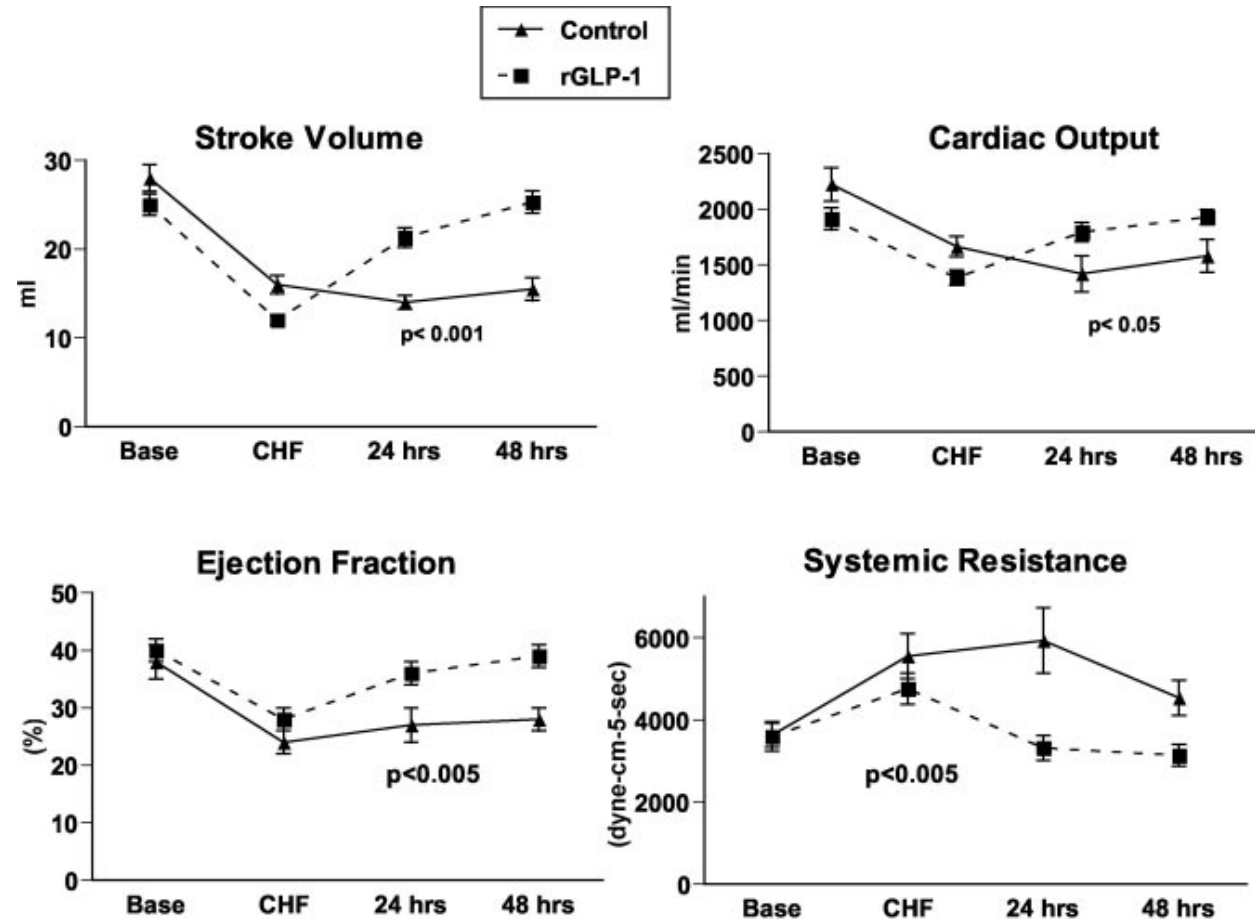 Control
rGLP-1
Stroke Volume
30
20
10
0
ml
p< 0.001
Base CHF 24 hrs 48 hrs
Cardiac Output
2500
2000
1500
1000
500
0
ml/min
p< 0.05
Base CHF 24 hrs 48 hrs
Ejection Fraction
50
40
30
20
10
0
(%)
p<0.005
Base CHF 24 hrs 48 hrs
Systemic Resistance
6000
4000
2000
0
(dyne-cm-5-sec)
p<0.005
Base CHF 24 hrs 48 hrs